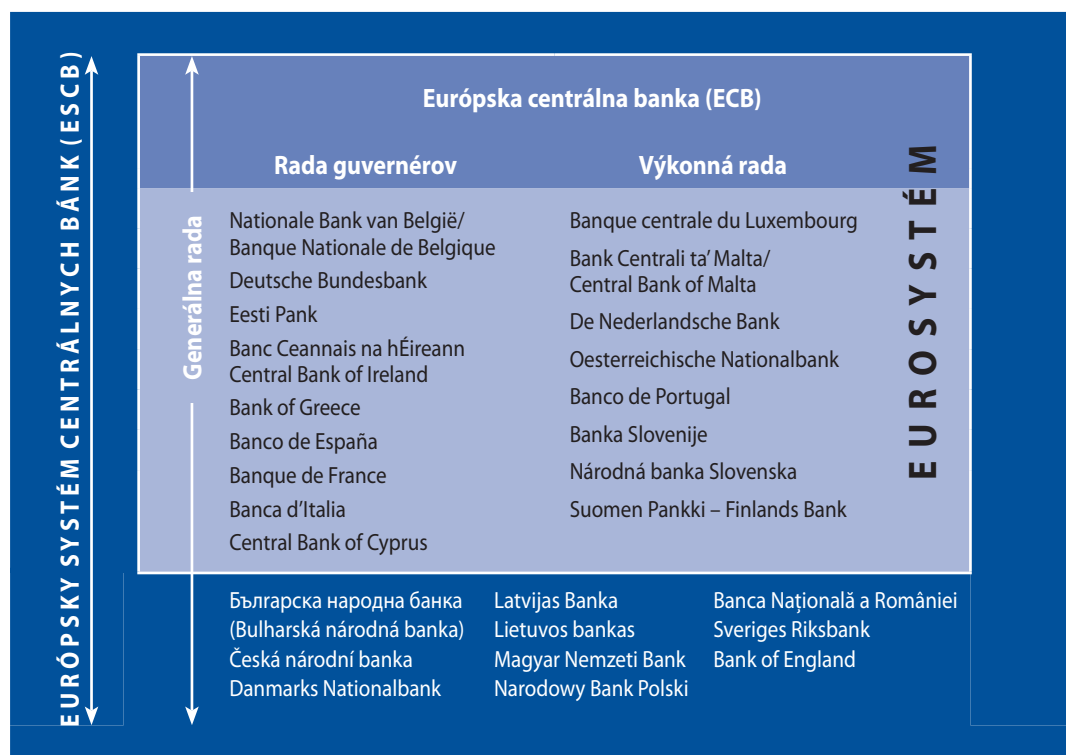 EURÓPSKY SYSTÉM CENTRÁLNYCH BÁNK (ESCB)
Generálna rada
Európska centrálna banka (ECB)
Rada guvernérov
Výkonná rada
EUROSYSTÉM
Nationale Bank van België/
Banque Nationale de Belgique
Deutsche Bundesbank
Eesti Pank
Banc Ceannais na hÉireann
Central Bank of Ireland
Bank of Greece
Banco de España
Banque de France
Banca d’Italia
Central Bank of Cyprus
Banque centrale du Luxembourg
Bank Centrali ta’ Malta/
Central Bank of Malta
De Nederlandsche Bank
Oesterreichische Nationalbank
Banco de Portugal
Banka Slovenije
Národná banka Slovenska
Suomen Pankki – Finlands Bank
Българска народна банка
(Bulharská národná banka)
Česká národní banka
Danmarks Nationalbank
Latvijas Banka
Lietuvos bankas
Magyar Nemzeti Bank
Narodowy Bank Polski
Banca Națională a României
Sveriges Riksbank
Bank of England